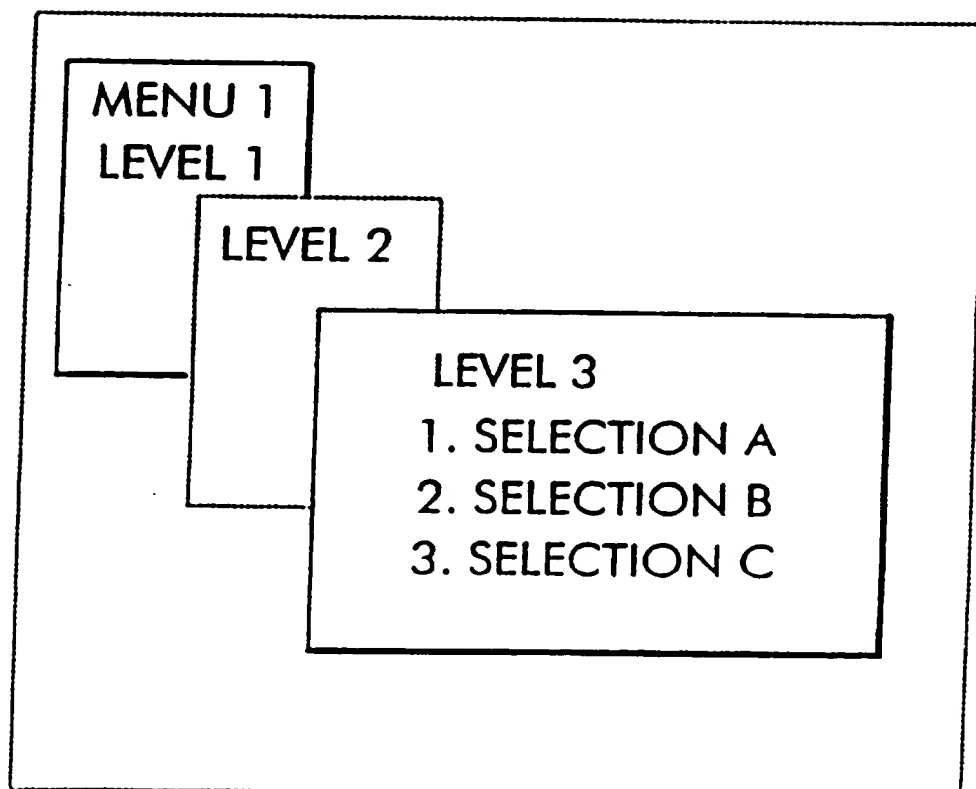 MENU 1
LEVEL 1
LEVEL 2
LEVEL 3
1. SELECTION A
2. SELECTION B
3. SELECTION C